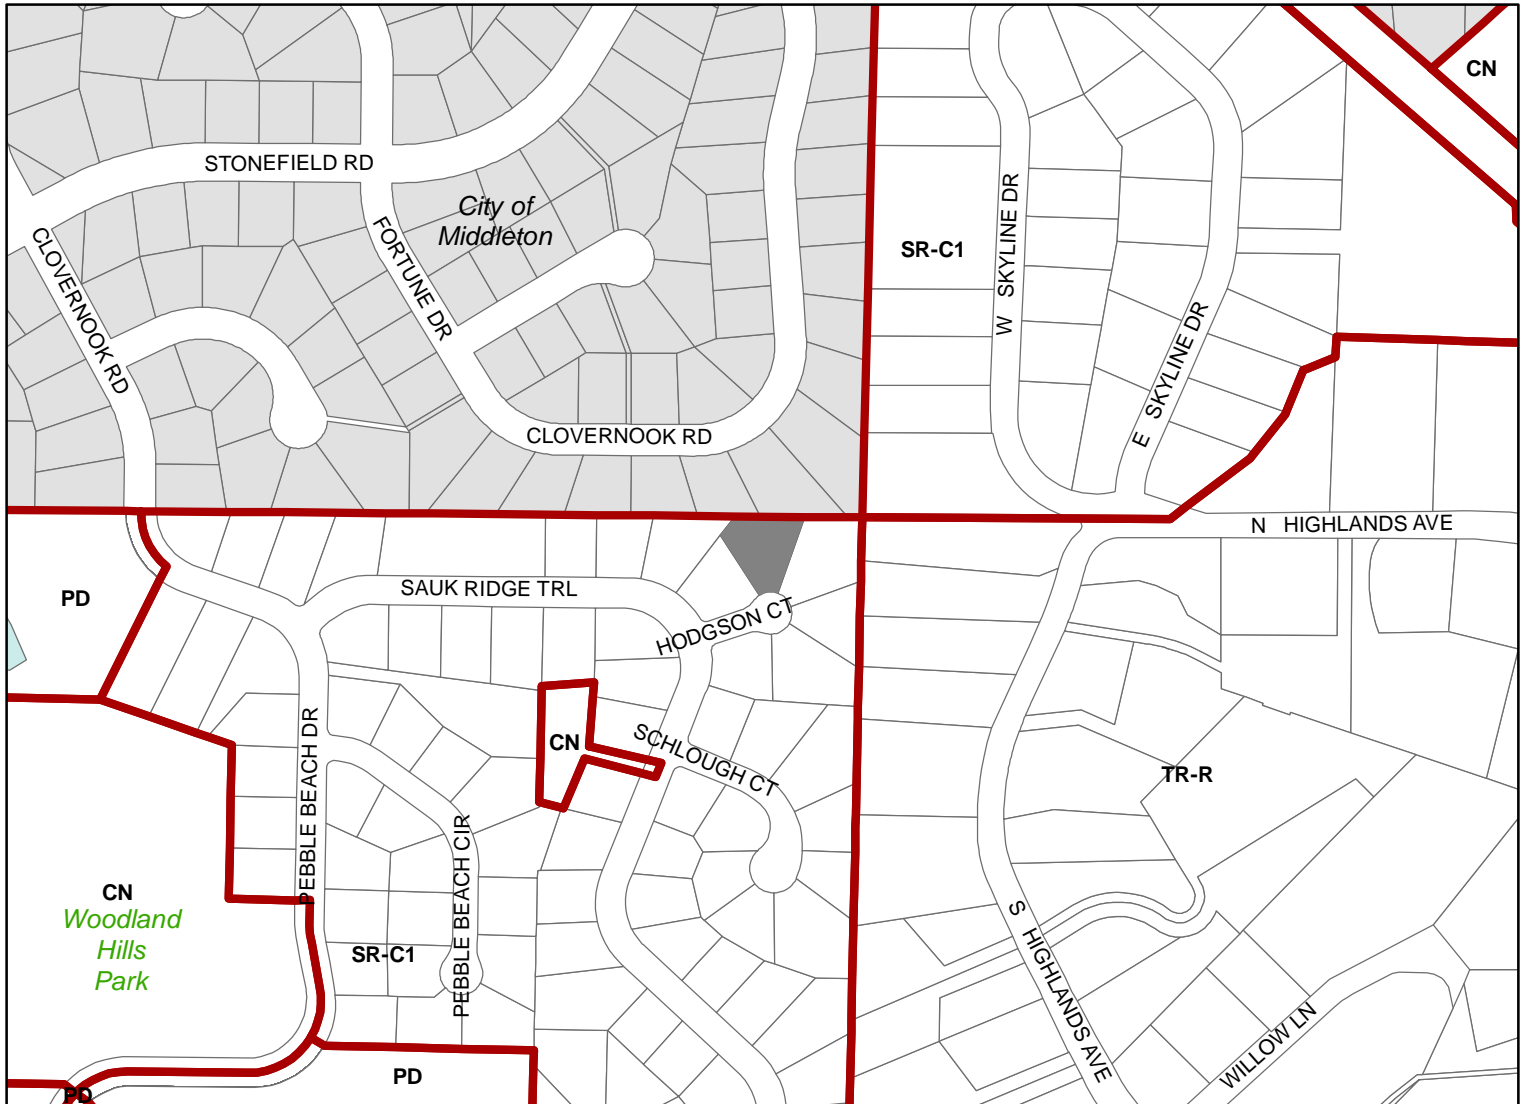 CN
STONEFIELD RD
City of
Middleton
CLOVERNOOK RD
FORTUNE DR
SR-C1
W SKYLINE DR
E SKYLINE DR
CLOVERNOOK RD
N HIGHLANDS AVE
PD
SAUK RIDGE TRL
HODGSON CT
CN
SCHLOUGH CT
TR-R
PEBBLE BEACH DR
PEBBLE BEACH CIR
CN
Woodland
Hills
Park
SR-C1
S HIGHLANDS AVE
WILLOW LN
PD
PD